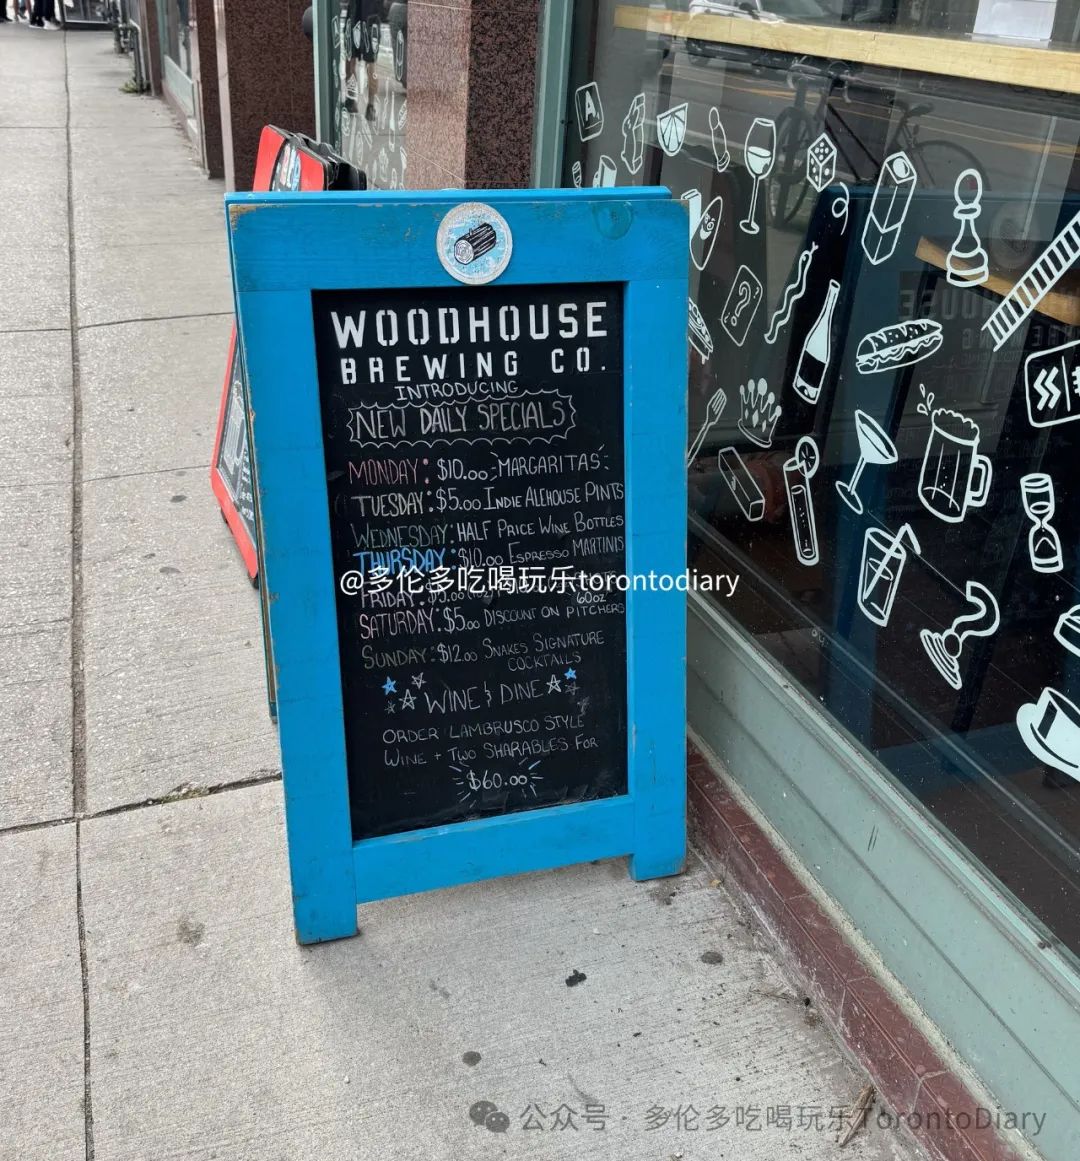 WOODHOUSE
BREWING CO.
INTRODUCING
NEW DAILY SPECIALS
MONDAY: $10.00 MARGARITAS
TUESDAY: $5.00 INDIE ALEHOUSE PINTS
WEDNESDAY: HALF PRICE WINE BOTTLES
THURSDAY: $10.00 ESPRESSO MARTINIS
@多伦多吃喝玩乐torontodiary
FRIDAY:
60oz
SATURDAY: $5.00 DISCOUNT ON PITCHERS
SUNDAY: $12.00 SNAKES SIGNATURE
COCKTAILS
WINE & DINE
ORDER LAMBRUSCO STYLE
WINE + TWO SHARABLES FOR
$60.00
A
?
公众号 · 多伦多吃喝玩乐TorontoDiary